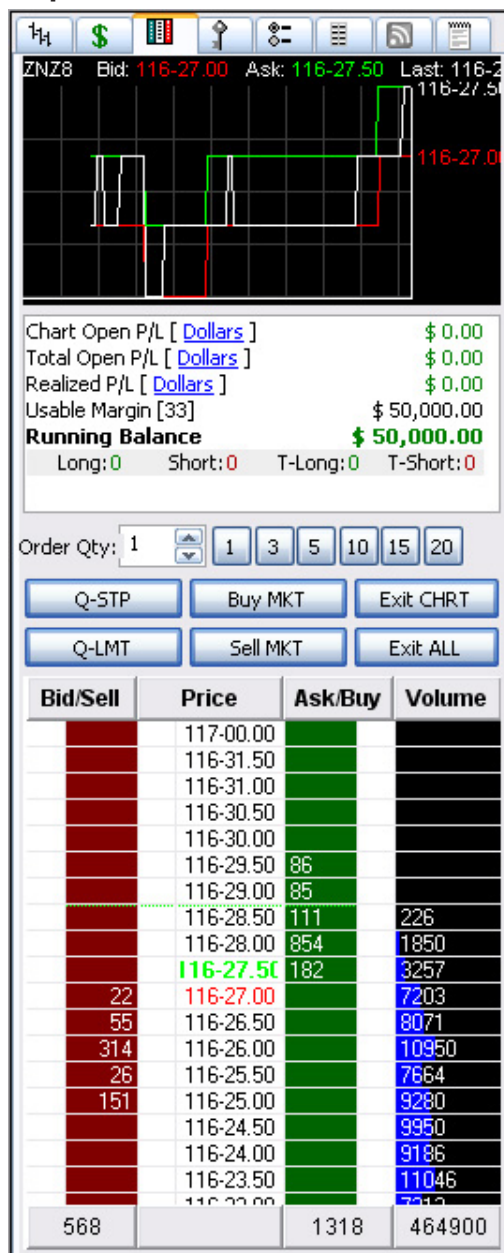 $
ZNZ8 Bid: 116-27.00 Ask: 116-27.50 Last: 116-2
116-27.5
116-27.0
Chart Open P/L [ Dollars ] $ 0.00
Total Open P/L [ Dollars ] $ 0.00
Realized P/L [ Dollars ] $ 0.00
Usable Margin [33] $ 50,000.00
Running Balance $ 50,000.00
Long: 0 Short: 0 T-Long: 0 T-Short: 0
Order Qty: 1 1 3 5 10 15 20
Q-STP Buy MKT Exit CHRT
Q-LMT Sell MKT Exit ALL
Bid/Sell Price Ask/Buy Volume
117-00.00
116-31.50
116-31.00
116-30.50
116-30.00
116-29.50 86
116-29.00 85
116-28.50 111 226
116-28.00 854 1850
116-27.50 182 3257
22 116-27.00 7203
55 116-26.50 8071
314 116-26.00 10950
26 116-25.50 7664
151 116-25.00 9280
116-24.50 9950
116-24.00 9186
116-23.50 11046
568 1318 464900